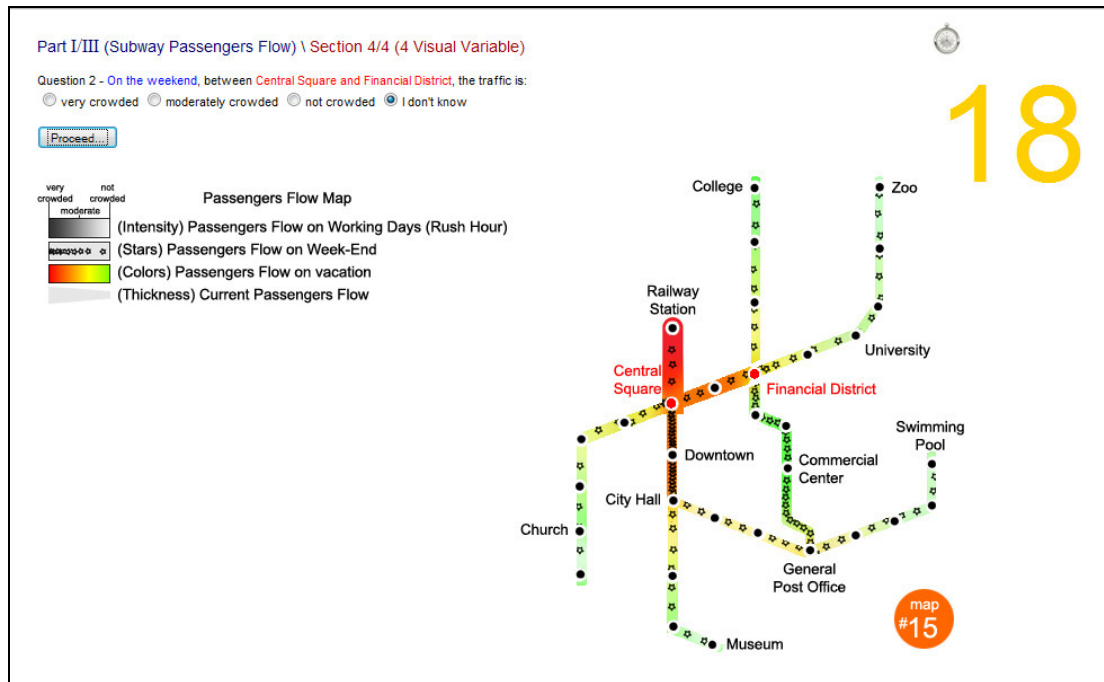 Part I/III (Subway Passengers Flow) \ Section 4/4 (4 Visual Variable)
Question 2 - On the weekend, between Central Square and Financial District, the traffic is:
very crowded moderately crowded not crowded I don't know
Proceed...
18
very
crowded
not
crowded
moderate
Passengers Flow Map
(Intensity) Passengers Flow on Working Days (Rush Hour)
(Stars) Passengers Flow on Week-End
(Colors) Passengers Flow on vacation
(Thickness) Current Passengers Flow
College
Zoo
Railway
Station
University
Central
Square
Financial District
Swimming
Pool
Downtown
Commercial
Center
City Hall
Church
General
Post Office
Museum
map
#15